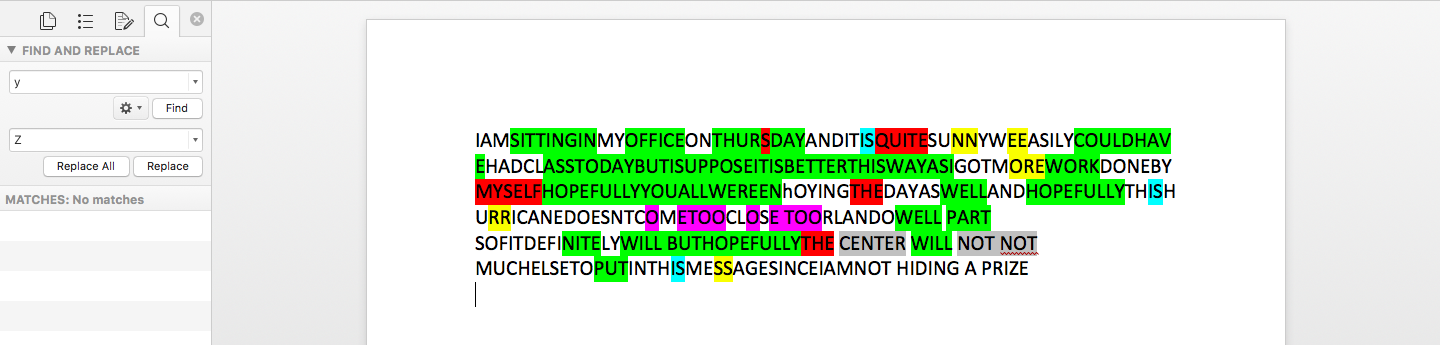 FIND AND REPLACE
y
Find
Z
Replace All
Replace
MATCHES: No matches
IAMSITTINGINMYOFFICEONTHURSDAYANDITISQUITESUNNYWEEASILYCOULDHAV
EHADCLASSTODAYBUTISUPPOSEITISBETTERTHISWAYASIGOTMOREWORKDONEBY
MYSELFHOPEFULLYYOUALLWEREENhOYINGTHEDAYASWELLANDHOPEFULLYTHISH
URRICANEDOESNTCOMETOOCLOSE TOORLANDOWELL PART
SOFITDEFINITELYWILL BUTHOPEFULLYTHE CENTER WILL NOT NOT
MUCHELSETOPUTINTHISMESSAGESINCEIAMNOT HIDING A PRIZE